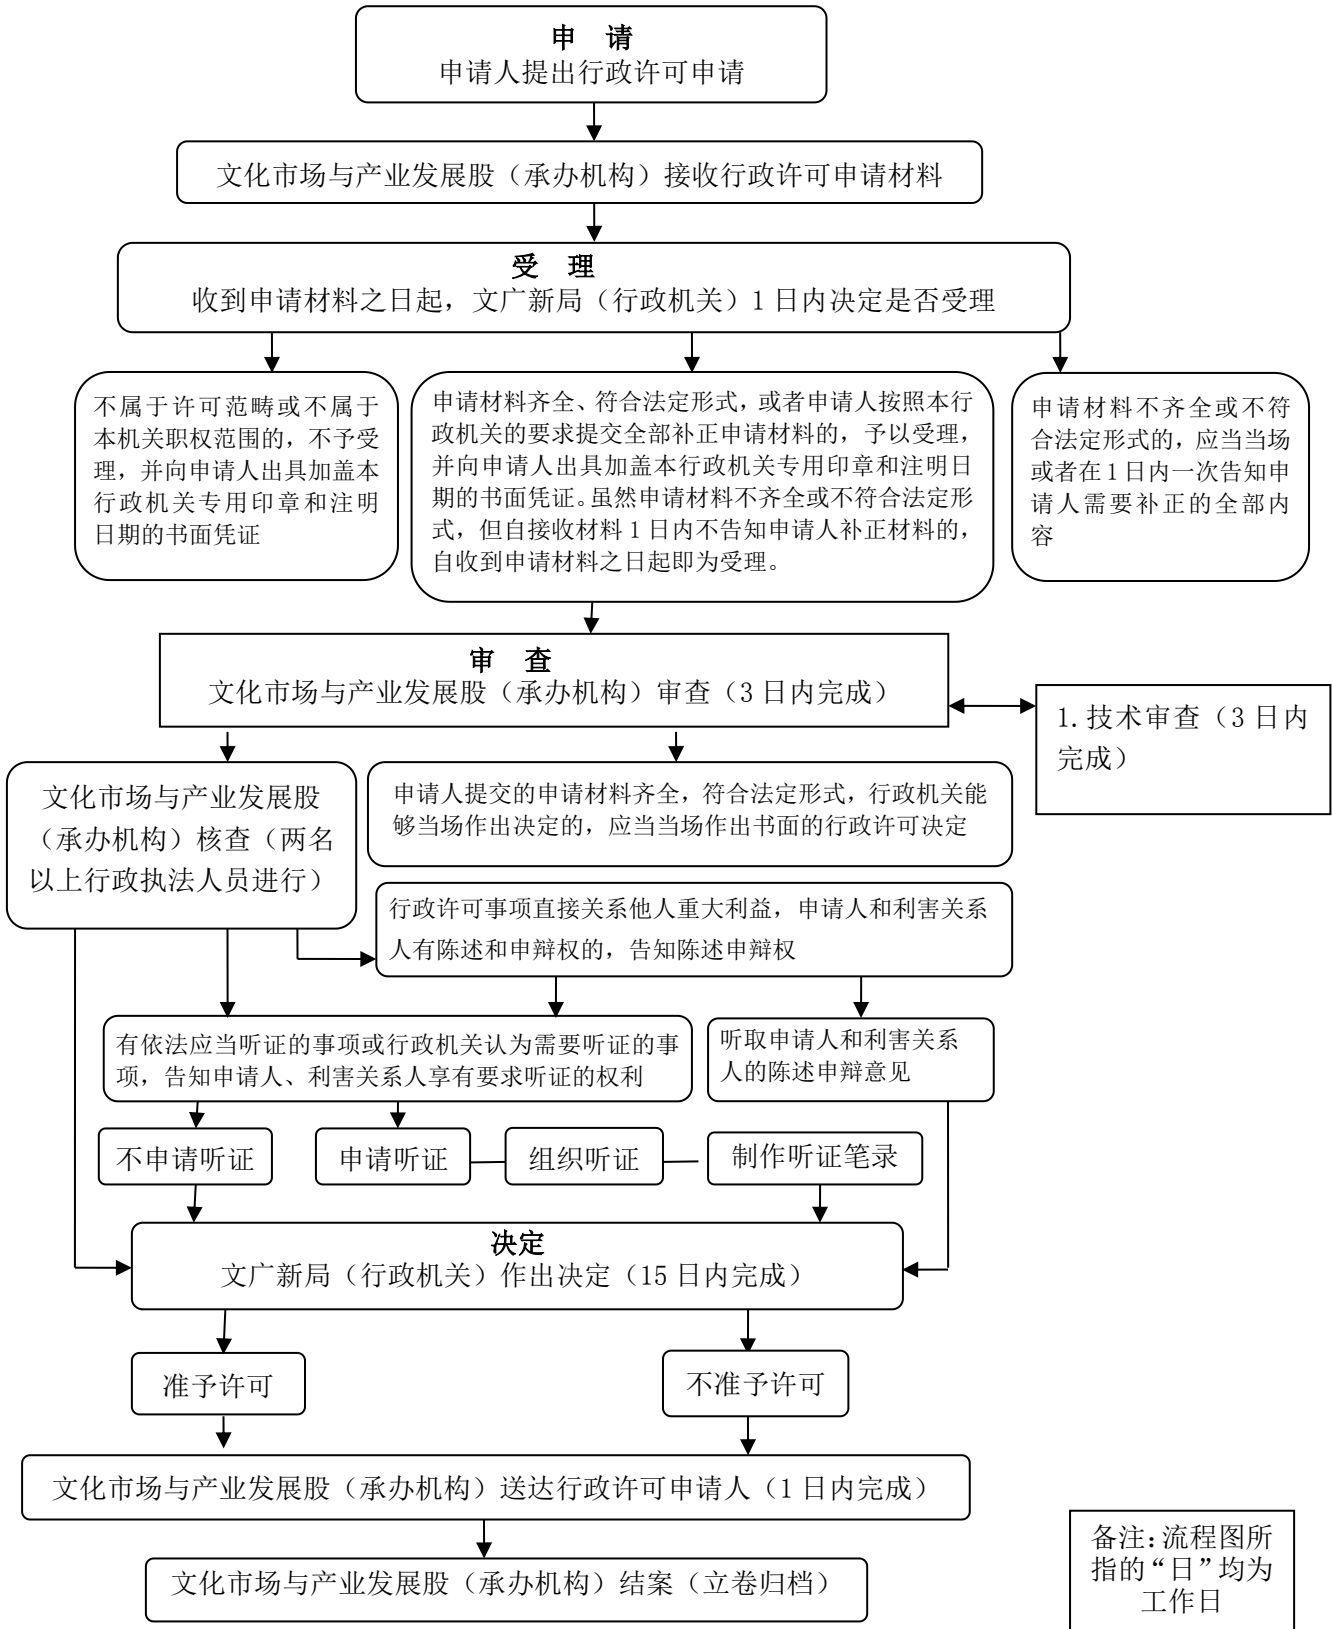 申　请
申请人提出行政许可申请
文化市场与产业发展股（承办机构）接收行政许可申请材料
受　理
收到申请材料之日起，文广新局（行政机关）1日内决定是否受理
不属于许可范畴或不属于
本机关职权范围的，不予受
理，并向申请人出具加盖本
行政机关专用印章和注明
日期的书面凭证
申请材料齐全、符合法定形式，或者申请人按照本行
政机关的要求提交全部补正申请材料的，予以受理，
并向申请人出具加盖本行政机关专用印章和注明日
期的书面凭证。虽然申请材料不齐全或不符合法定形
式，但自接收材料1日内不告知申请人补正材料的，
自收到申请材料之日起即为受理。
申请材料不齐全或不符
合法定形式的，应当当场
或者在1日内一次告知申
请人需要补正的全部内
容
审　查
文化市场与产业发展股（承办机构）审查（3日内完成）
1.技术审查（3日内
完成）
文化市场与产业发展股
（承办机构）核查（两名
以上行政执法人员进行）
申请人提交的申请材料齐全，符合法定形式，行政机关能
够当场作出决定的，应当当场作出书面的行政许可决定
行政许可事项直接关系他人重大利益，申请人和利害关系
人有陈述和申辩权的，告知陈述申辩权
有依法应当听证的事项或行政机关认为需要听证的事
项，告知申请人、利害关系人享有要求听证的权利
听取申请人和利害关系
人的陈述申辩意见
不申请听证
申请听证
组织听证
制作听证笔录
决定
文广新局（行政机关）作出决定（15日内完成）
准予许可
不准予许可
文化市场与产业发展股（承办机构）送达行政许可申请人（1日内完成）
文化市场与产业发展股（承办机构）结案（立卷归档）
备注：流程图所
指的“日”均为
工作日